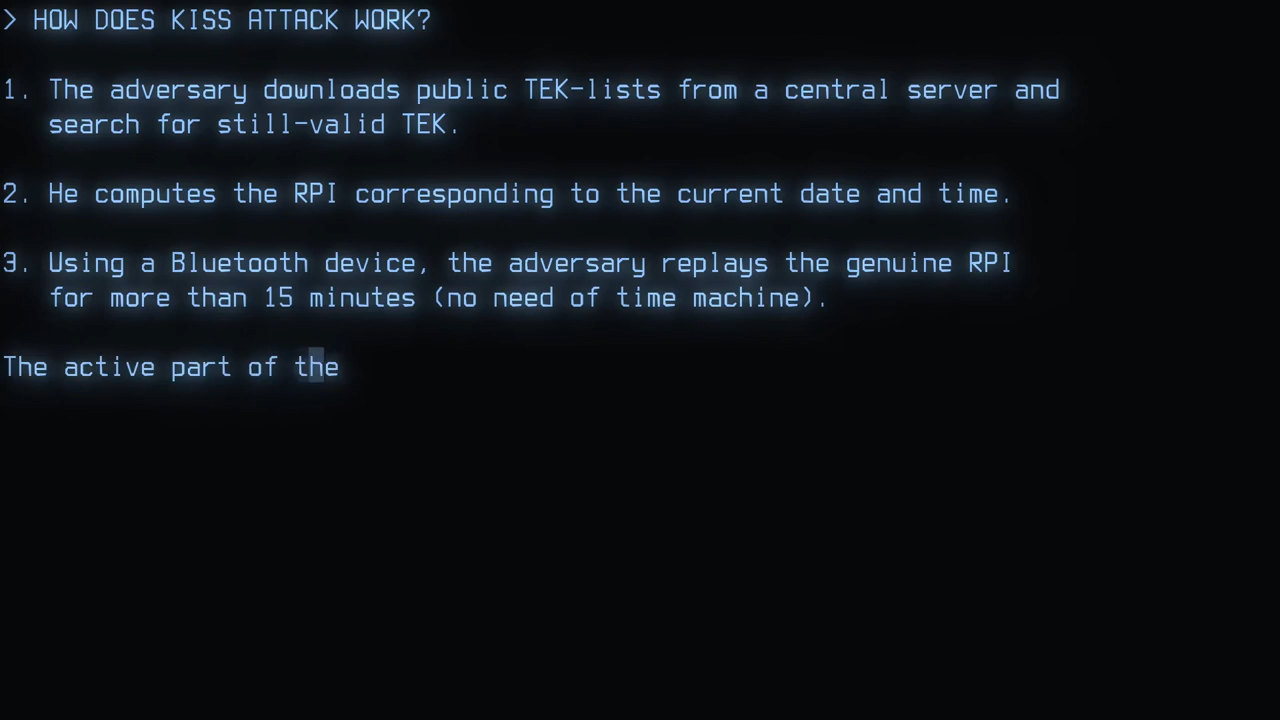 > HOW DOES KISS ATTACK WORK?
1. The adversary downloads public TEK-lists from a central server and
search for still-valid TEK.
2. He computes the RPI corresponding to the current date and time.
3. Using a Bluetooth device, the adversary replays the genuine RPI
for more than 15 minutes (no need of time machine).
The active part of the